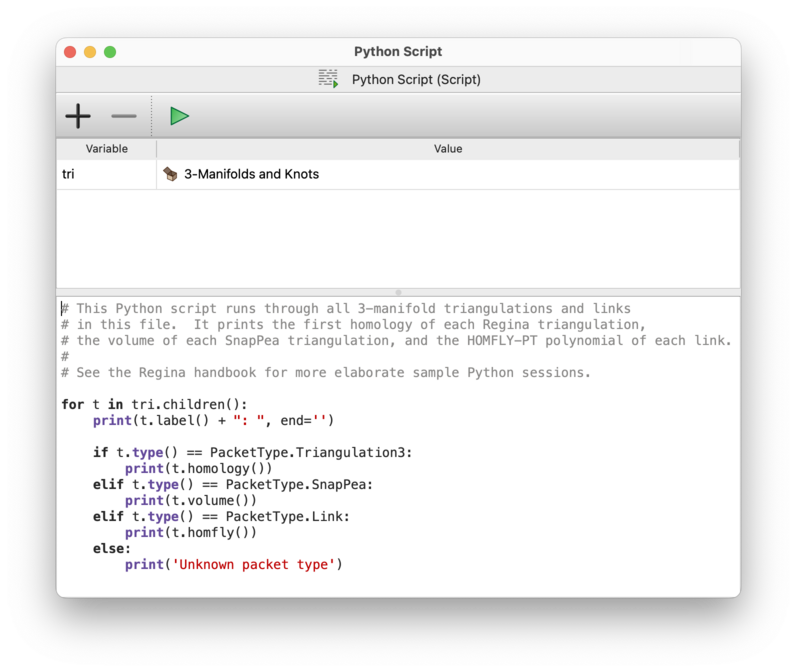 Python Script
Python Script (Script)
Variable Value
tri 3-Manifolds and Knots
# This Python script runs through all 3-manifold triangulations and links
# in this file.  It prints the first homology of each Regina triangulation,
# the volume of each SnapPea triangulation, and the HOMFLY-PT polynomial of each link.
#
# See the Regina handbook for more elaborate sample Python sessions.
for t in tri.children():
    print(t.label() + ": ", end='')
    if t.type() == PacketType.Triangulation3:
        print(t.homology())
    elif t.type() == PacketType.SnapPea:
        print(t.volume())
    elif t.type() == PacketType.Link:
        print(t.homfly())
    else:
        print('Unknown packet type')